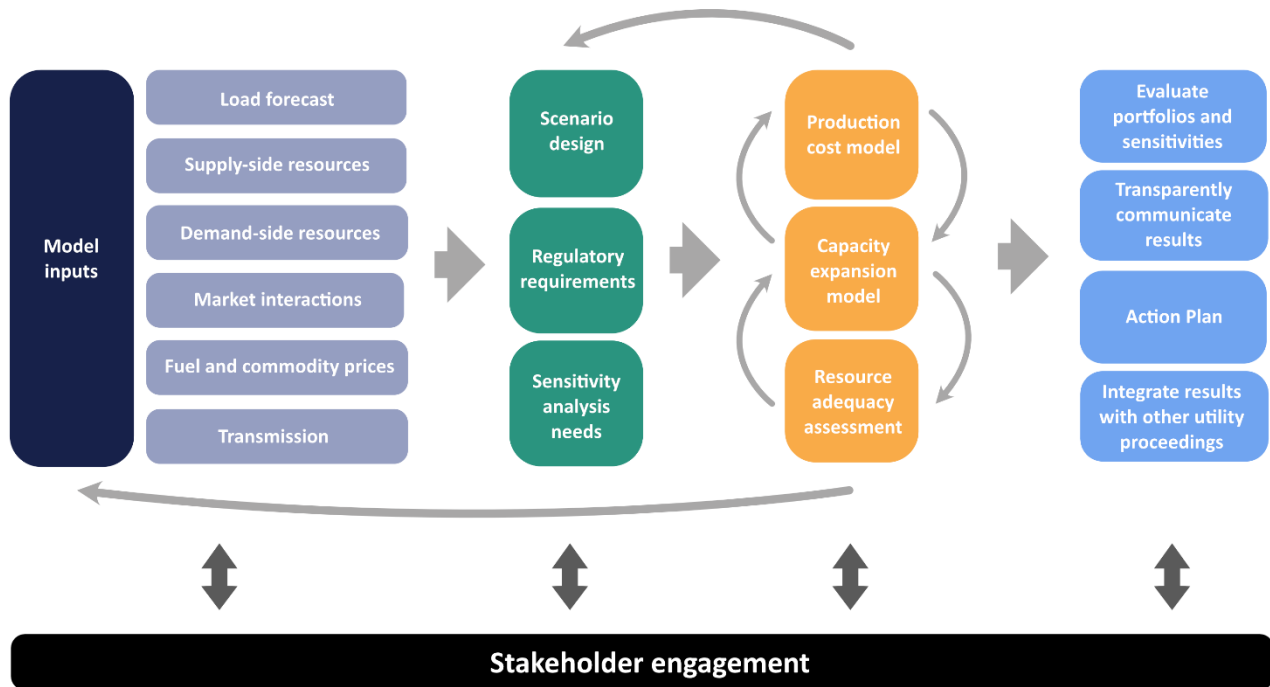 Model
inputs
Load forecast
Supply-side resources
Demand-side resources
Market interactions
Fuel and commodity prices
Transmission
Scenario
design
Regulatory
requirements
Sensitivity
analysis
needs
Production
cost model
Capacity
expansion
model
Resource
adequacy
assessment
Evaluate
portfolios and
sensitivities
Transparently
communicate
results
Action Plan
Integrate results
with other utility
proceedings
Stakeholder engagement